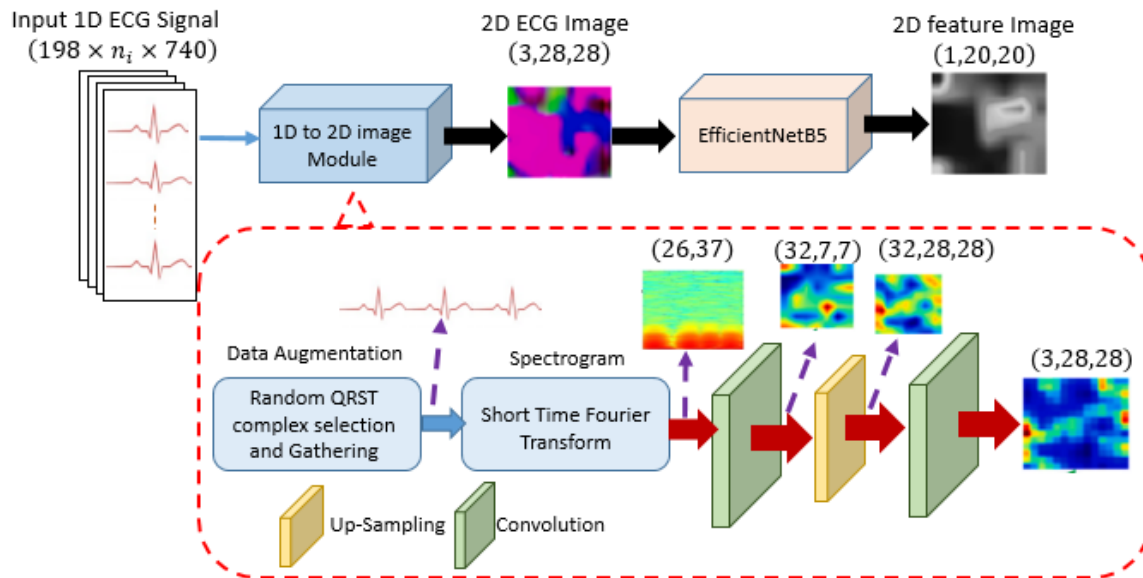 Input 1D ECG Signal
(198 × n_i × 740)
2D ECG Image
(3,28,28)
2D feature Image
(1,20,20)
1D to 2D image
Module
EfficientNetB5
(26,37)
(32,7,7)
(32,28,28)
Data Augmentation
Spectrogram
(3,28,28)
Random QRST
complex selection
and Gathering
Short Time Fourier
Transform
Up-Sampling
Convolution